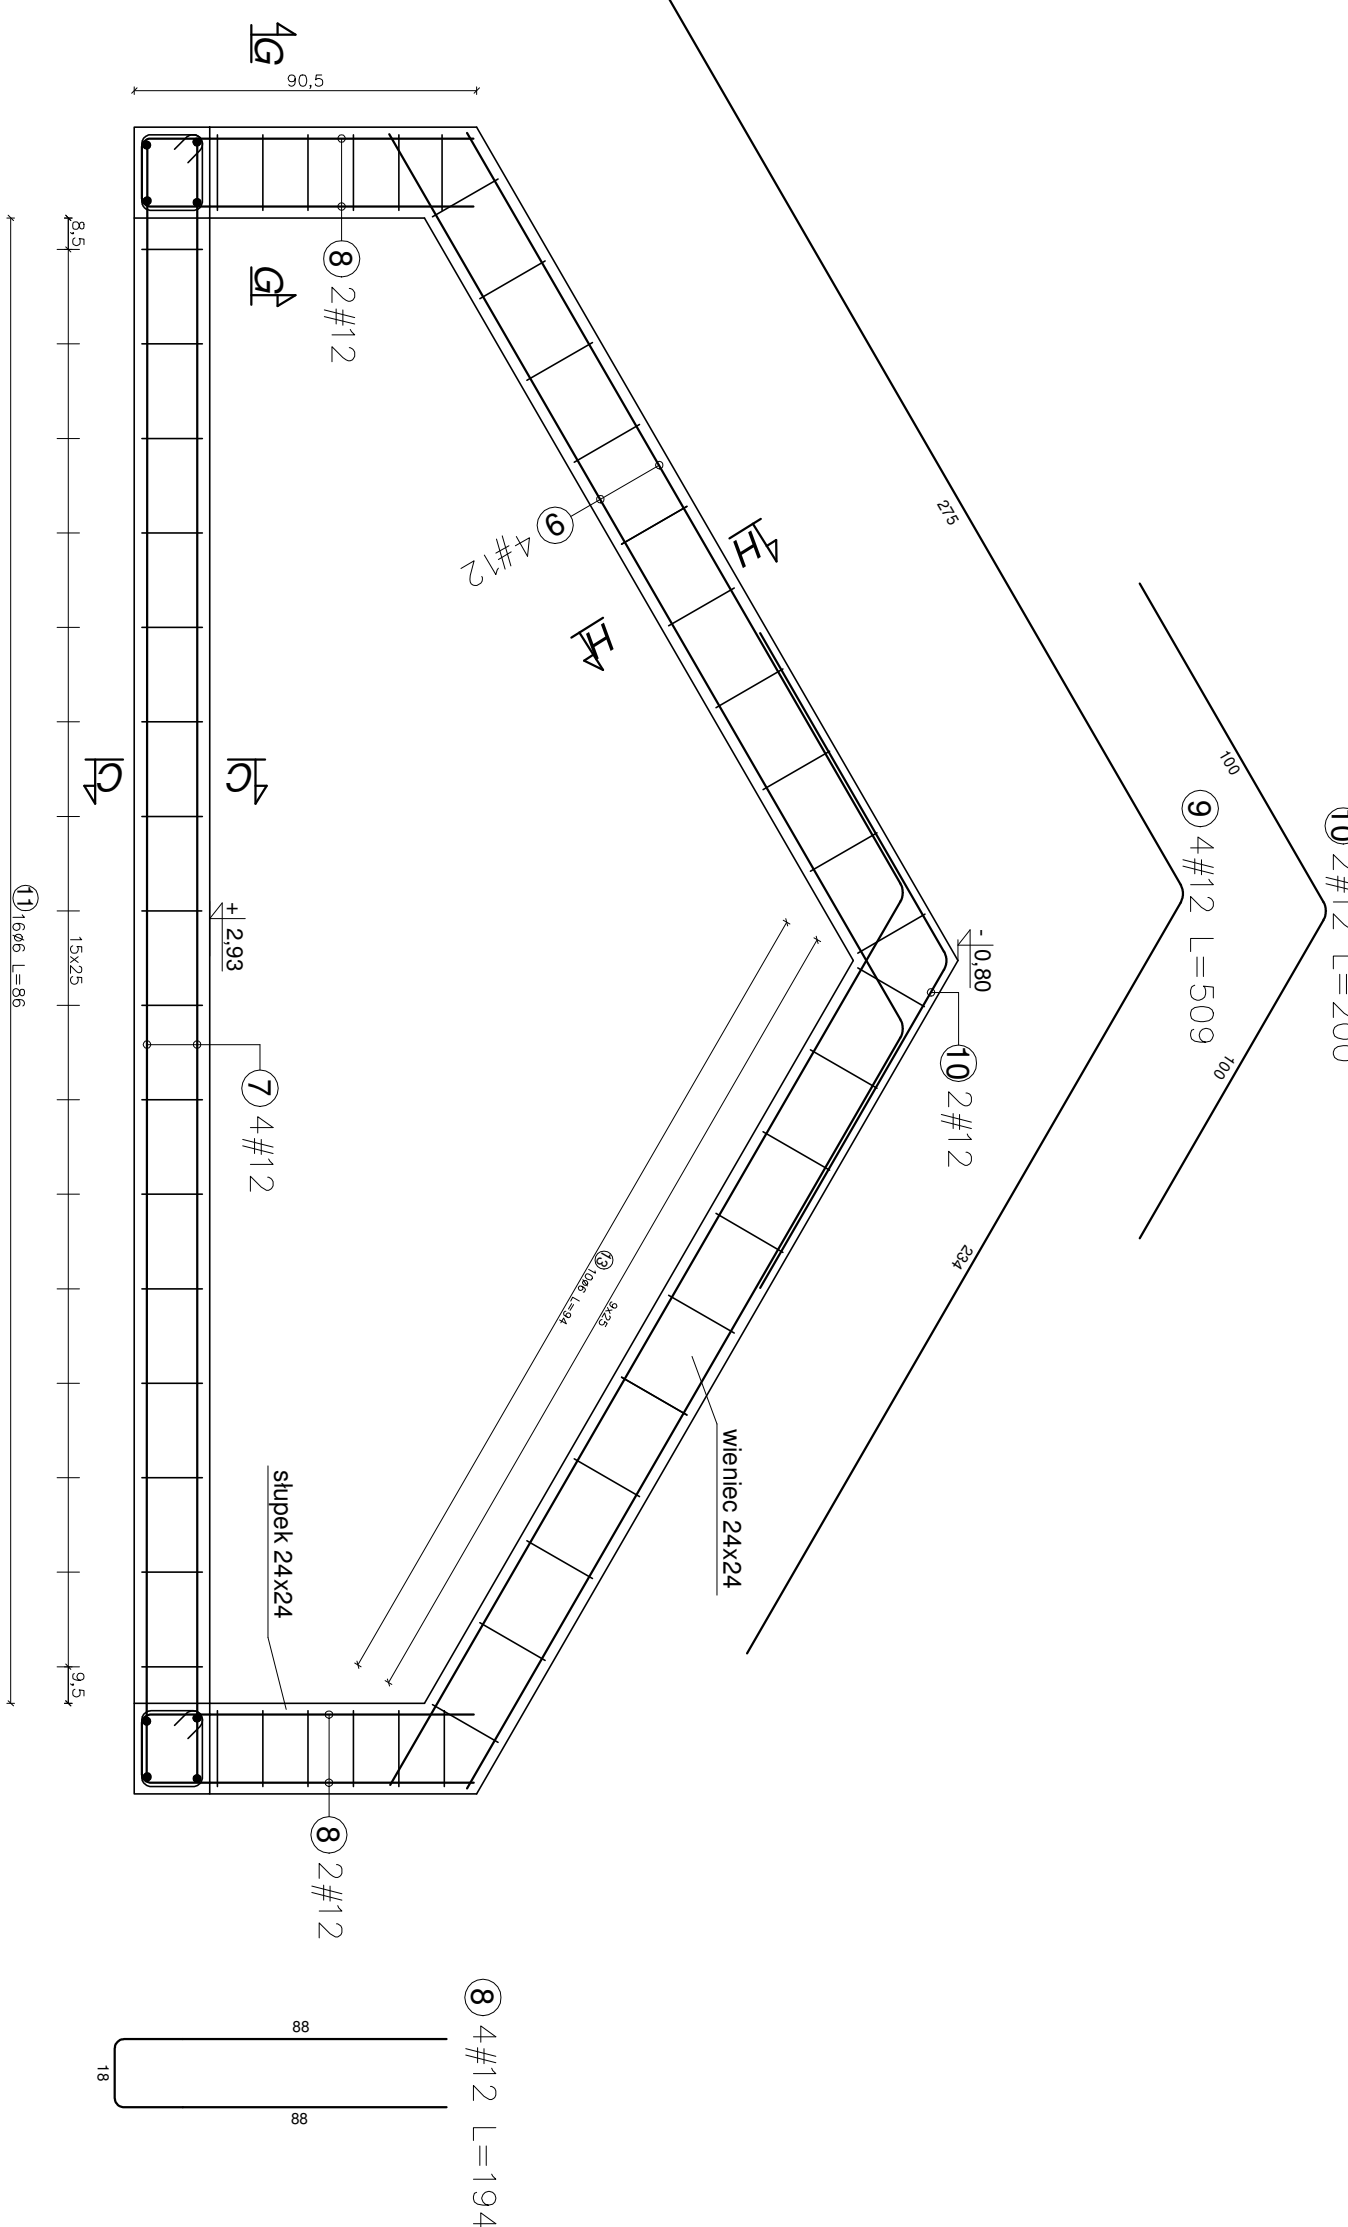 ⑩ 2#12 L=200
100
100
⑨ 4#12 L=509
275
234
-
0,80
⑩ 2#12
H
H
wieniec 24x24
⑨ 4#12
9x25
⑬ 10ø6 L=94
90,5
G
G
⑧ 2#12
⑧ 2#12
słupek 24x24
+
2,93
⑦ 4#12
C
C
8,5
15x25
9,5
⑪ 16ø6 L=86
⑧ 4#12 L=194
88
18
88